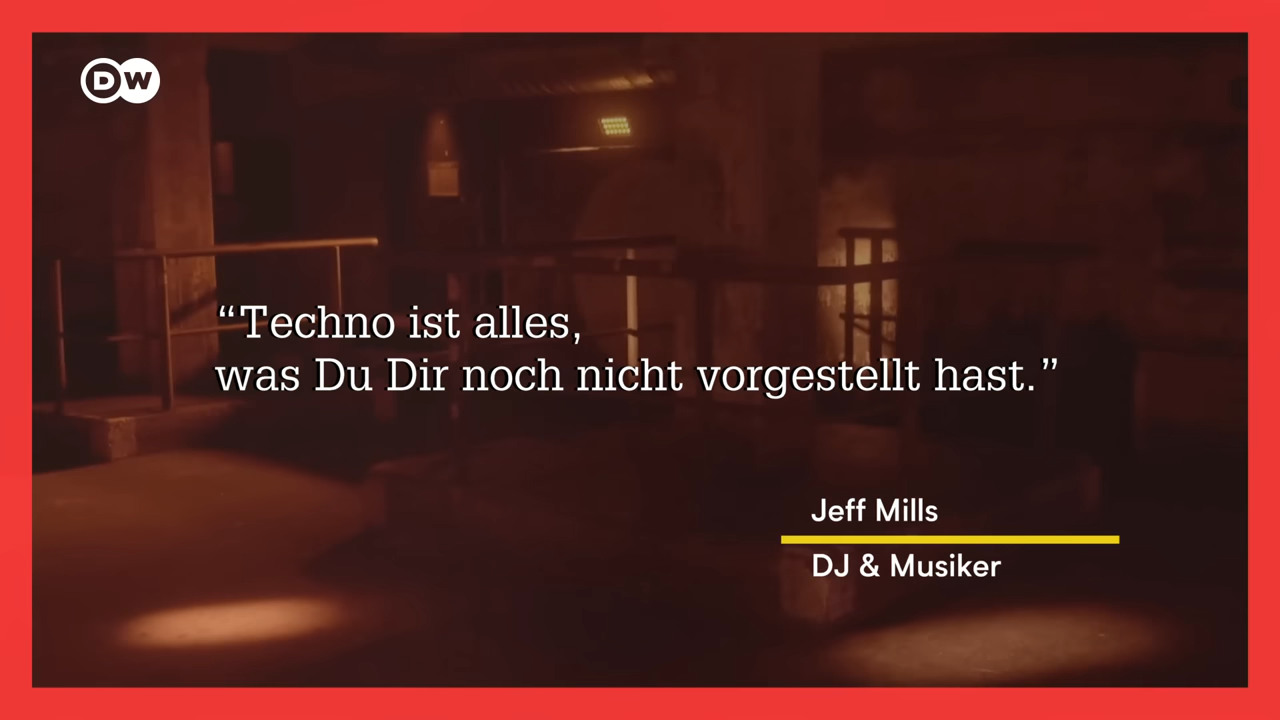 DW
“Techno ist alles,
was Du Dir noch nicht vorgestellt hast.”
Jeff Mills
DJ & Musiker